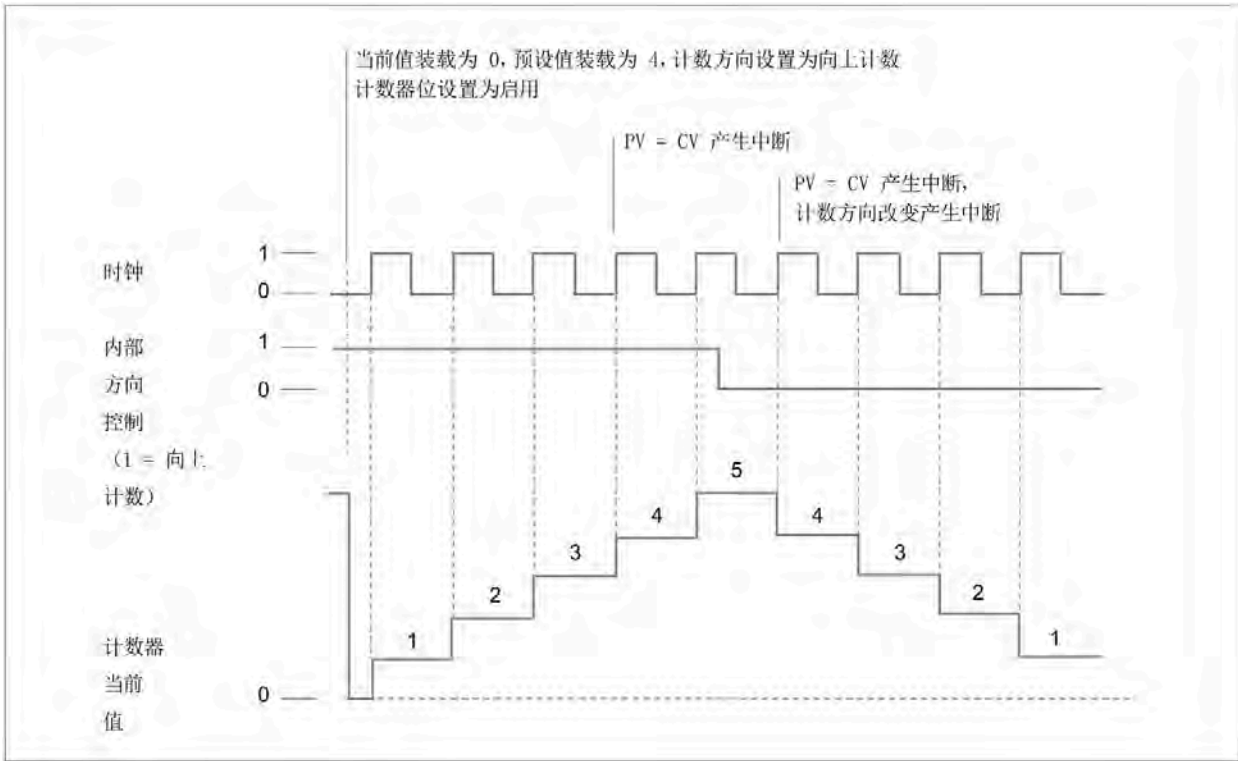 当前值装载为 0, 预设值装载为 4, 计数方向设置为向上计数
计数器位设置为启用
PV = CV 产生中断
PV = CV 产生中断,
计数方向改变产生中断
时钟
1
0
内部
方向
控制
(1 = 向上
计数)
1
0
5
4
4
3
3
2
2
1
1
计数器
当前
值
0